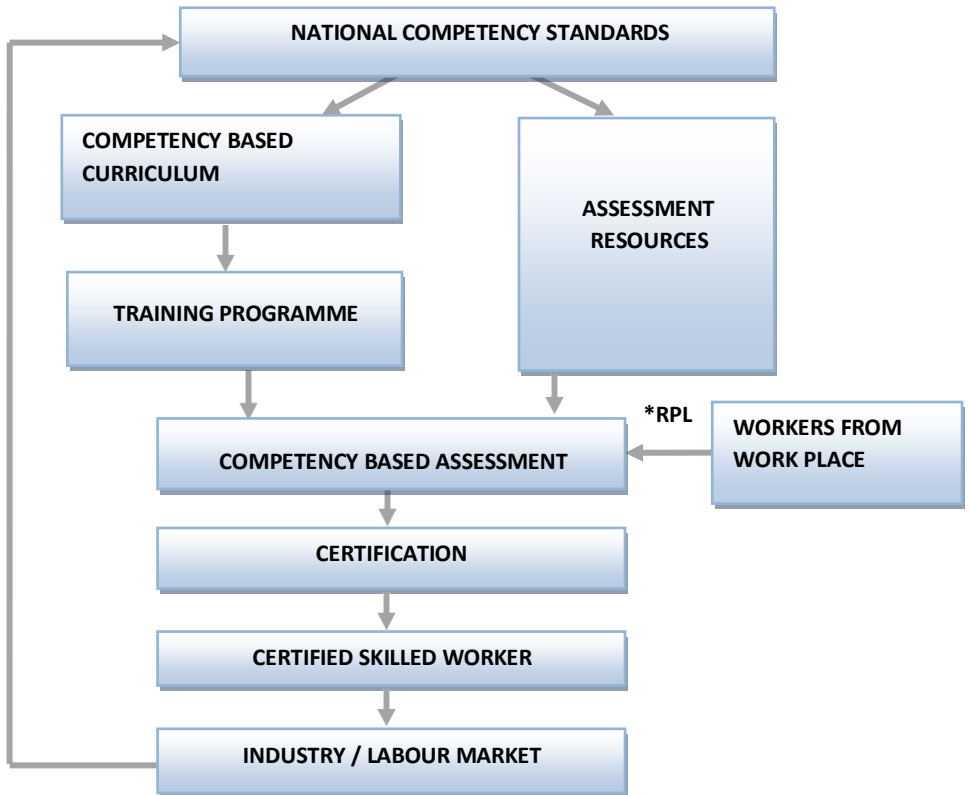 NATIONAL COMPETENCY STANDARDS
COMPETENCY BASED
CURRICULUM
ASSESSMENT
RESOURCES
TRAINING PROGRAMME
*RPL
WORKERS FROM
WORK PLACE
COMPETENCY BASED ASSESSMENT
CERTIFICATION
CERTIFIED SKILLED WORKER
INDUSTRY / LABOUR MARKET